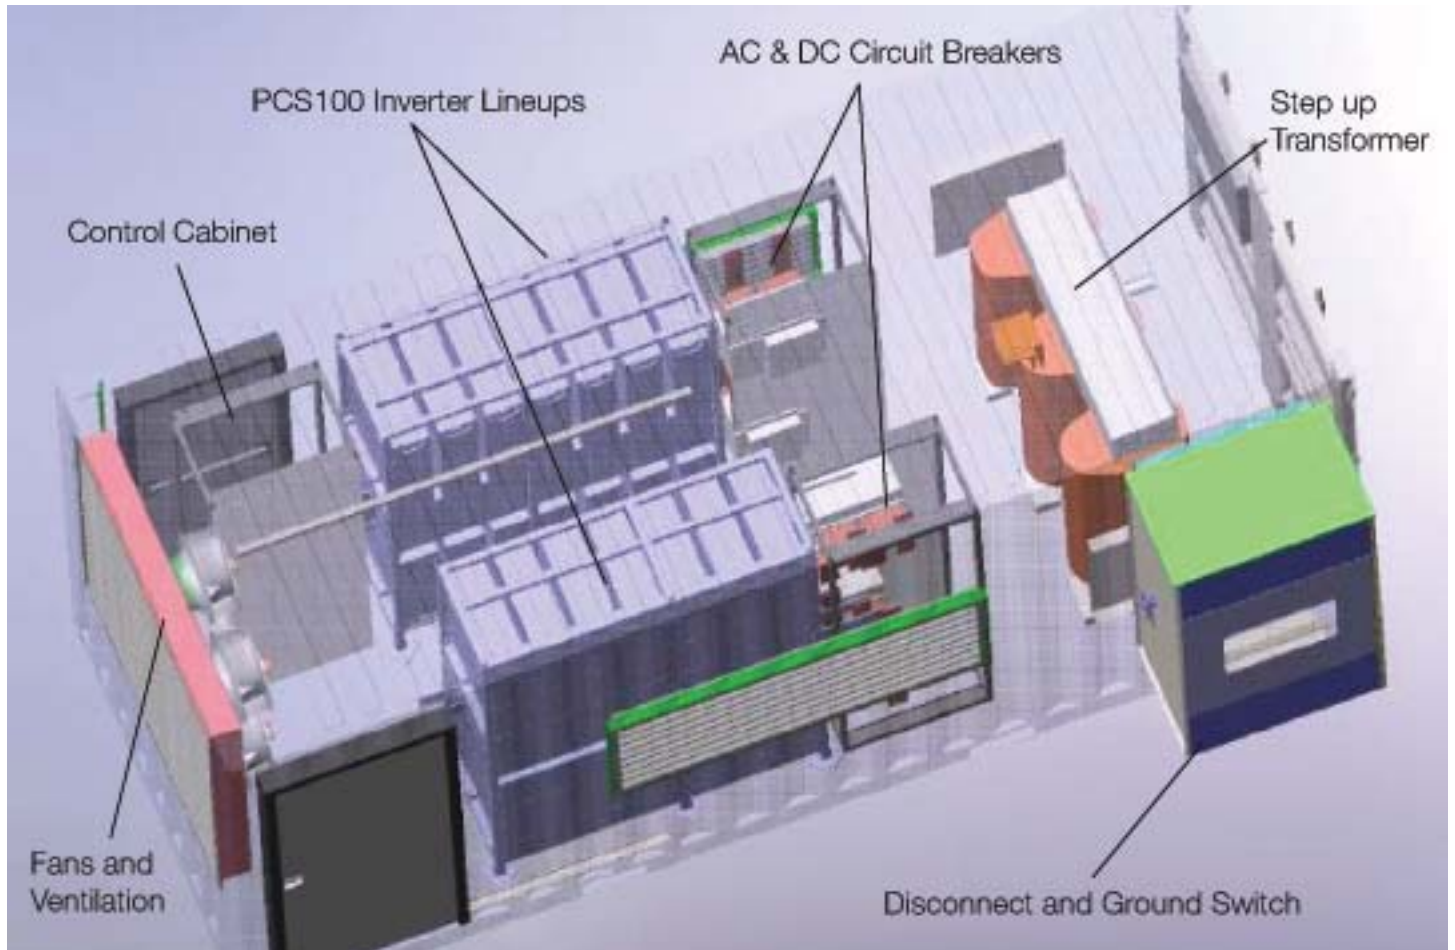 AC & DC Circuit Breakers
PCS100 Inverter Lineups
Step up
Transformer
Control Cabinet
Fans and
Ventilation
Disconnect and Ground Switch